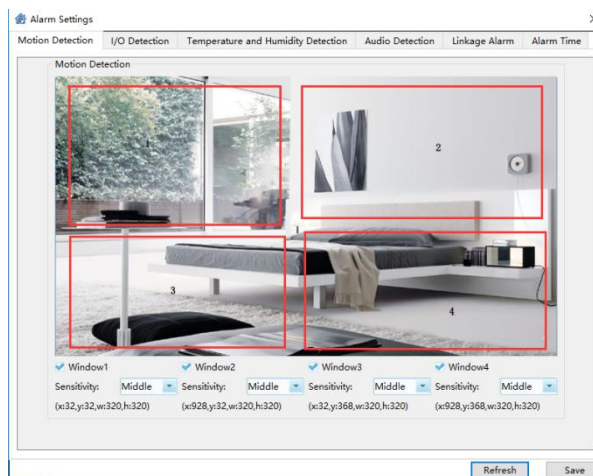 Alarm Settings
Motion Detection I/O Detection Temperature and Humidity Detection Audio Detection Linkage Alarm Alarm Time
Motion Detection
2
3
4
Window1 Window2 Window3 Window4
Sensitivity: Middle Sensitivity: Middle Sensitivity: Middle Sensitivity: Middle
(x:32,y:32,w:320,h:320) (x:928,y:32,w:320,h:320) (x:32,y:368,w:320,h:320) (x:928,y:368,w:320,h:320)
Refresh Save